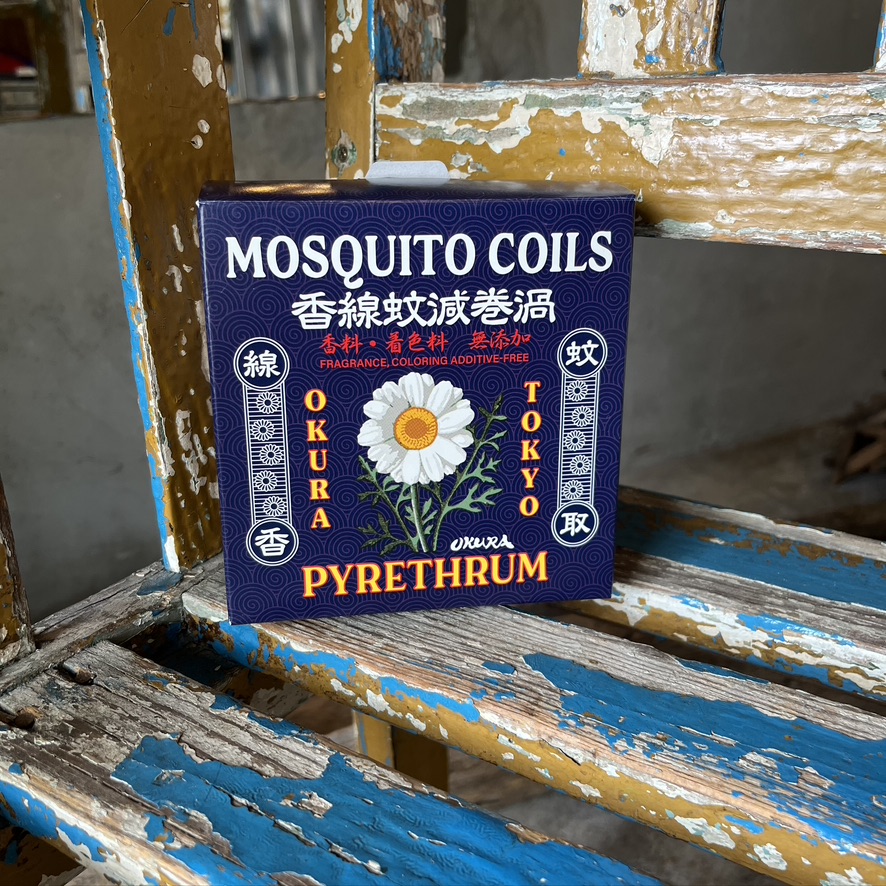 MOSQUITO COILS
香線蚊減巻渦
香料・着色料 無添加
FRAGRANCE, COLORING ADDITIVE-FREE
線
香
蚊
取
OKURA
TOKYO
OKURA
PYRETHRUM